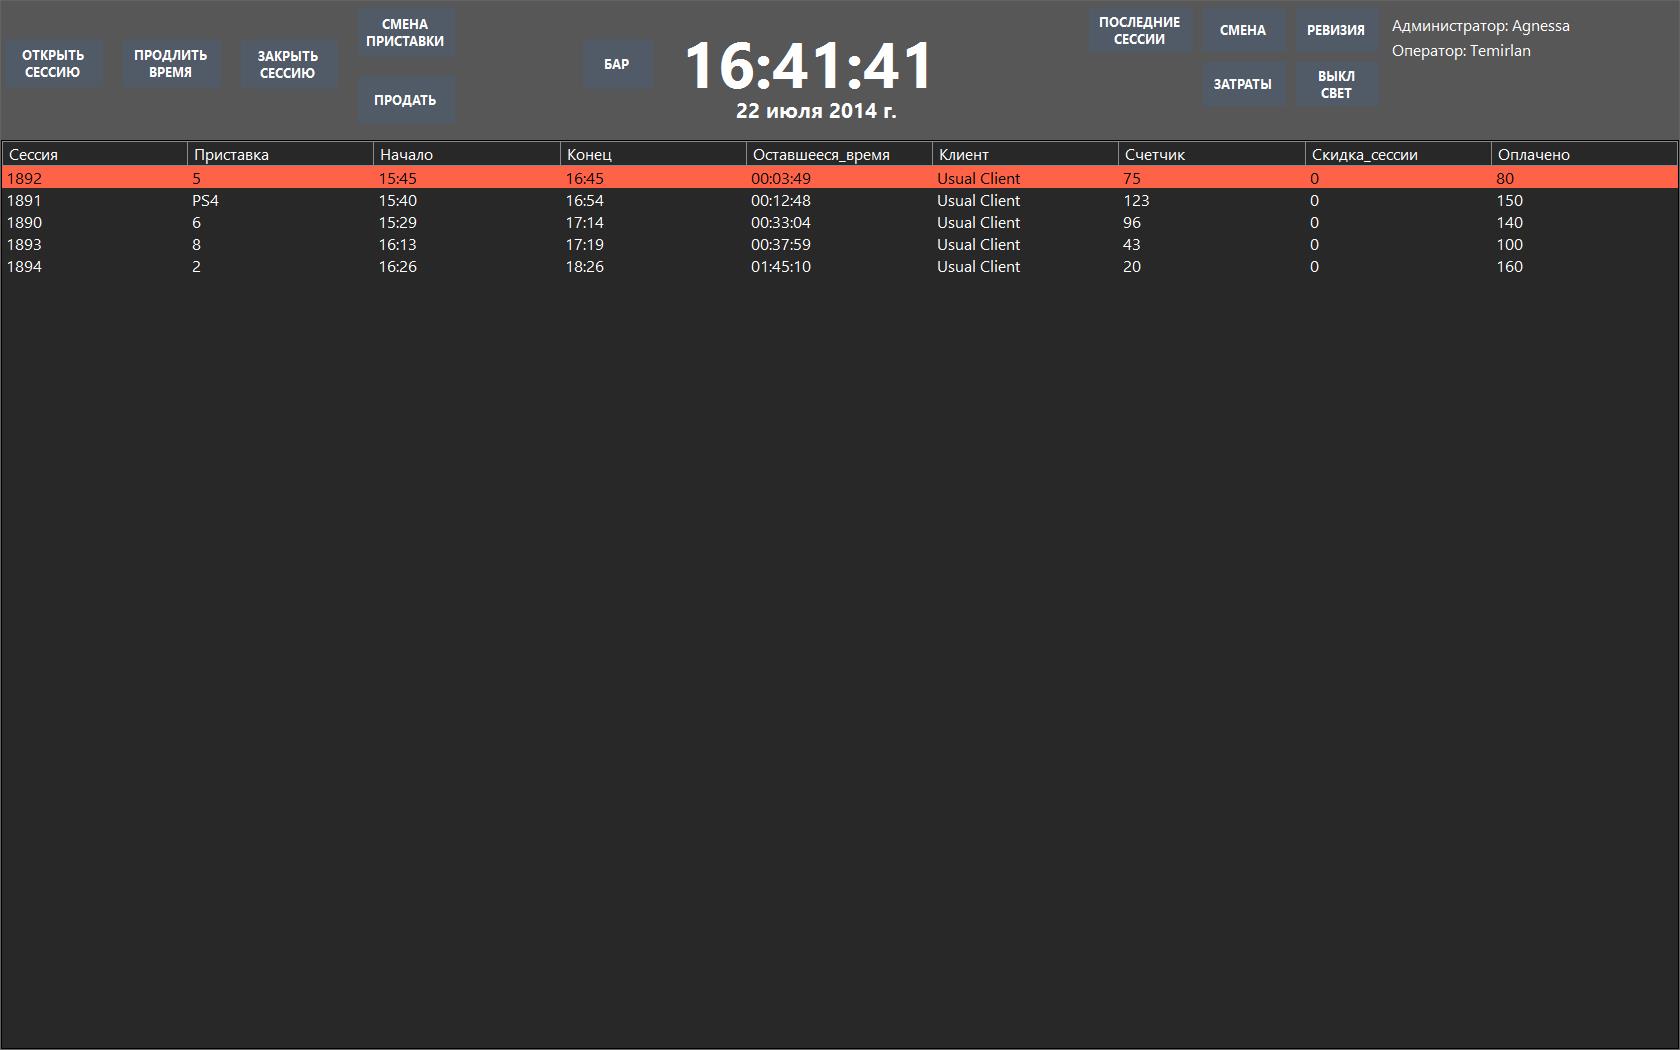 ОТКРЫТЬ
СЕССИЮ
ПРОДЛИТЬ
ВРЕМЯ
ЗАКРЫТЬ
СЕССИЮ
СМЕНА
ПРИСТАВКИ
ПРОДАТЬ
БАР
16:41:41
22 июля 2014 г.
ПОСЛЕДНИЕ
СЕССИИ
СМЕНА
РЕВИЗИЯ
ЗАТРАТЫ
ВЫКЛ
СВЕТ
Администратор: Agnessa
Оператор: Temirlan
Сессия Приставка Начало Конец Оставшееся_время Клиент Счетчик Скидка_сессии Оплачено
1892 5 15:45 16:45 00:03:49 Usual Client 75 0 80
1891 PS4 15:40 16:54 00:12:48 Usual Client 123 0 150
1890 6 15:29 17:14 00:33:04 Usual Client 96 0 140
1893 8 16:13 17:19 00:37:59 Usual Client 43 0 100
1894 2 16:26 18:26 01:45:10 Usual Client 20 0 160